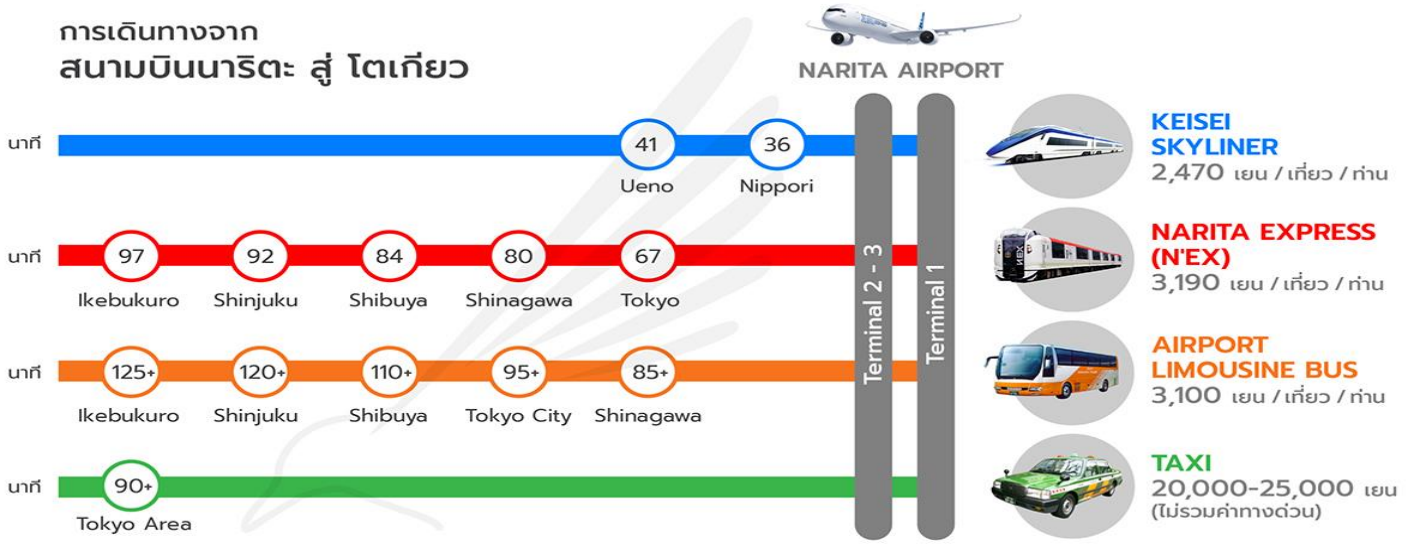 การเดินทางจาก
สนามบินนาริตะ สู่ โตเกียว
NARITA AIRPORT
นาที
41
36
Ueno
Nippori
KEISEI
SKYLINER
2,470 เยน / เที่ยว / ท่าน
นาที
97
92
84
80
67
Ikebukuro
Shinjuku
Shibuya
Shinagawa
Tokyo
NARITA EXPRESS
(N'EX)
3,190 เยน / เที่ยว / ท่าน
นาที
125+
120+
110+
95+
85+
Ikebukuro
Shinjuku
Shibuya
Tokyo City
Shinagawa
AIRPORT
LIMOUSINE BUS
3,100 เยน / เที่ยว / ท่าน
นาที
90+
Tokyo Area
TAXI
20,000-25,000 เยน
(ไม่รวมค่าทางด่วน)
Terminal 2 - 3
Terminal 1
NEX